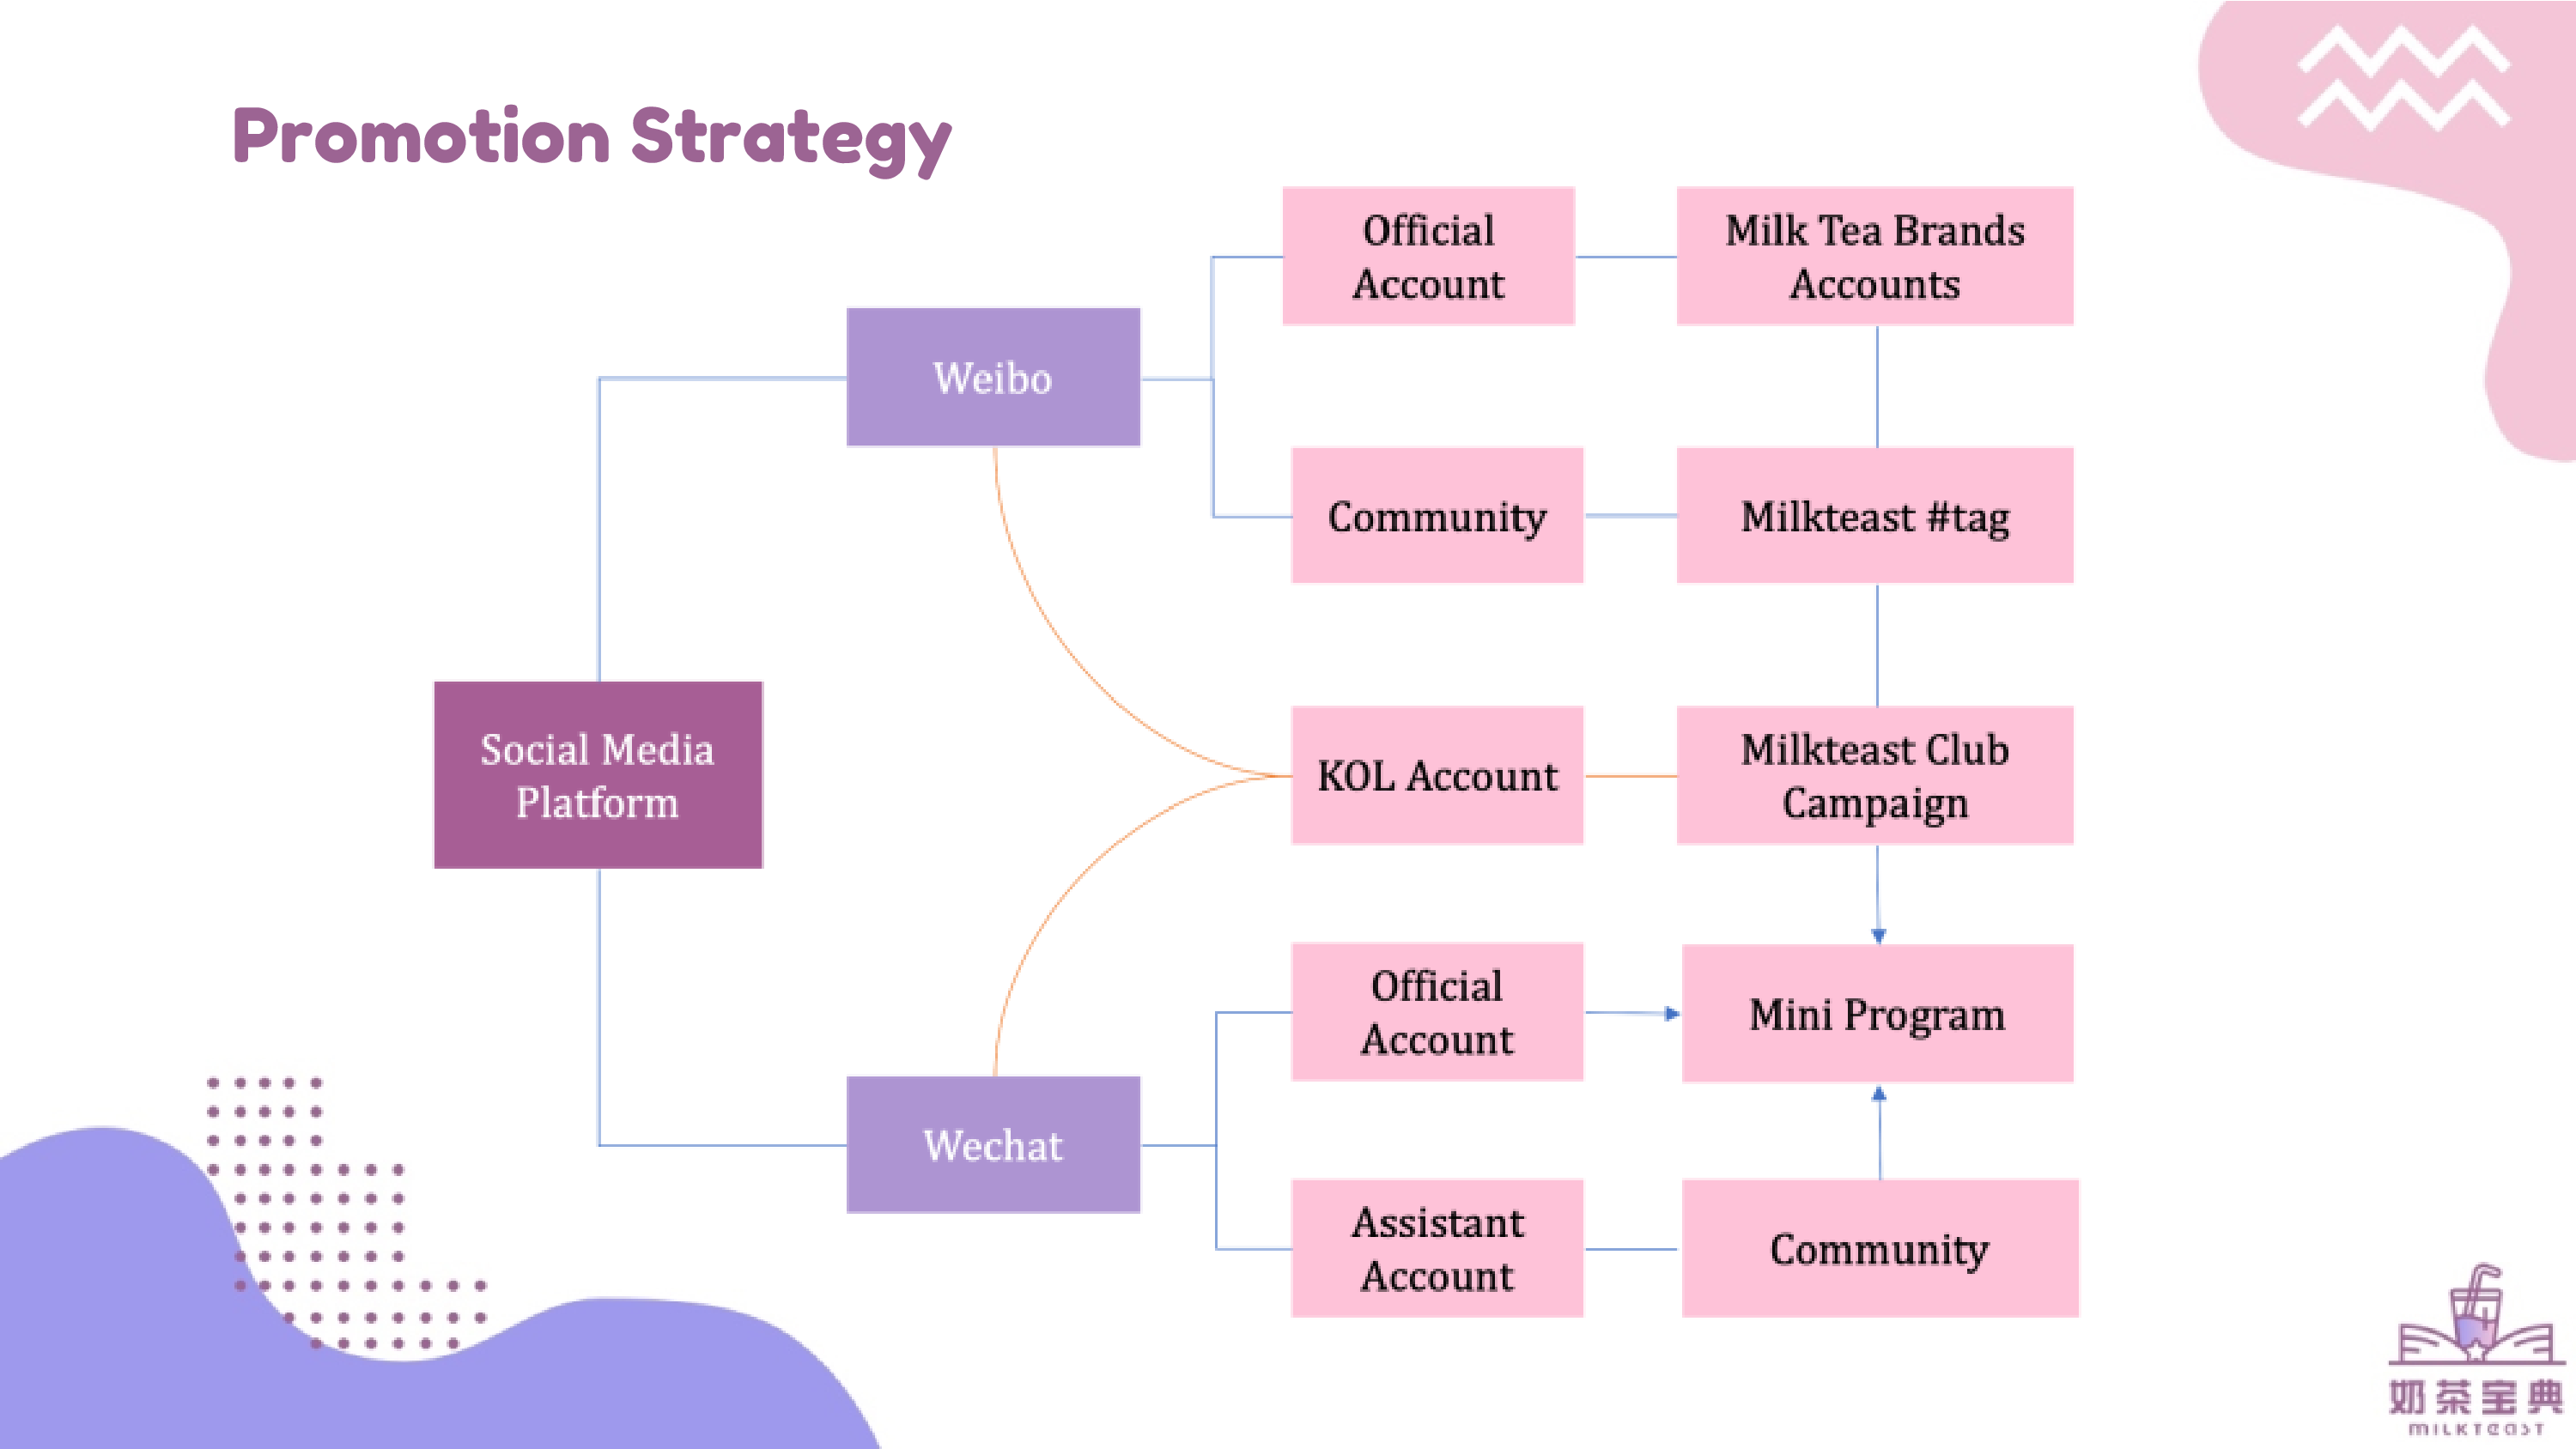 Promotion Strategy
Official
Account
Milk Tea Brands
Accounts
Weibo
Community
Milkteast #tag
Social Media
Platform
KOL Account
Milkteast Club
Campaign
Official
Account
Mini Program
Wechat
Assistant
Account
Community
奶茶宝典
MILKTEAST